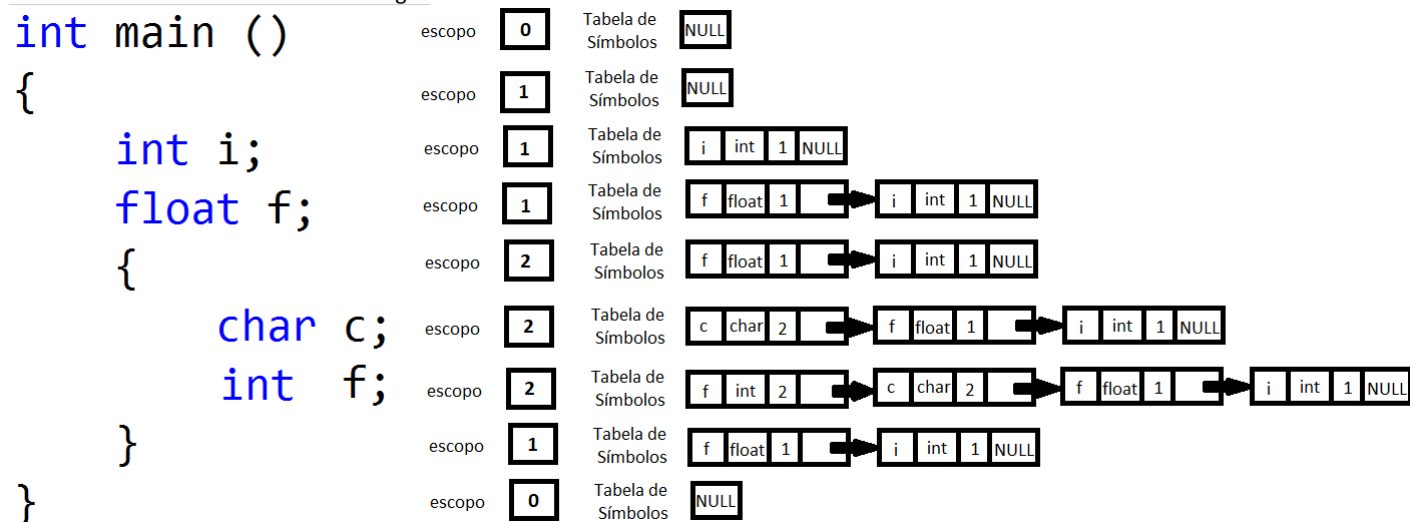 int main () escopo 0 Tabela de Símbolos NULL
{ escopo 1 Tabela de Símbolos NULL
int i; escopo 1 Tabela de Símbolos i int 1 NULL
float f; escopo 1 Tabela de Símbolos f float 1 i int 1 NULL
{ escopo 2 Tabela de Símbolos f float 1 i int 1 NULL
char c; escopo 2 Tabela de Símbolos c char 2 f float 1 i int 1 NULL
int f; escopo 2 Tabela de Símbolos f int 2 c char 2 f float 1 i int 1 NULL
} escopo 1 Tabela de Símbolos f float 1 i int 1 NULL
} escopo 0 Tabela de Símbolos NULL